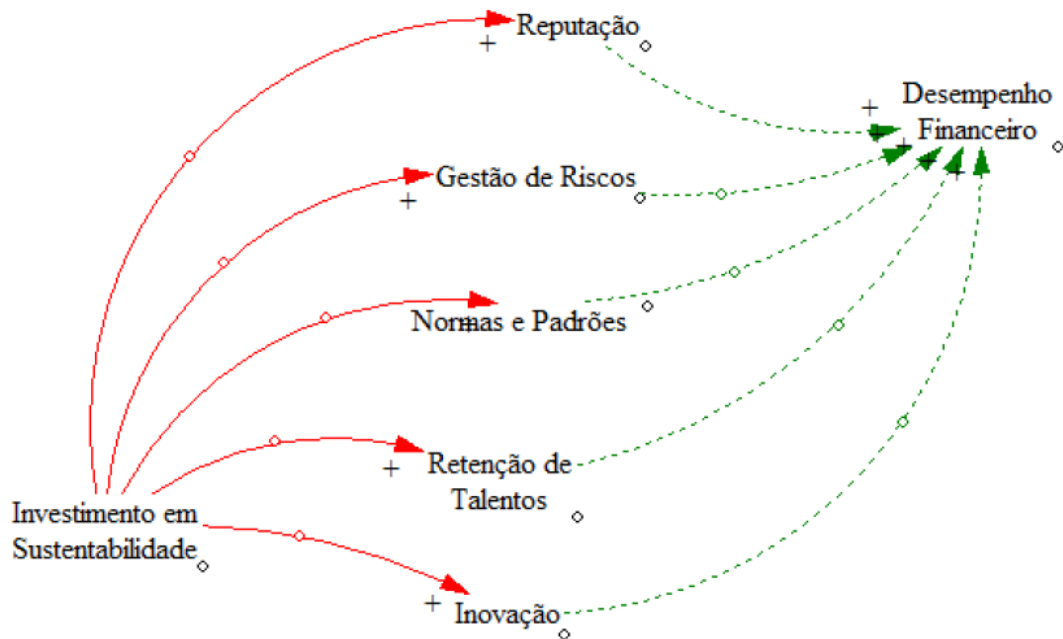 Reputação
+
Desempenho
Financeiro
+
+
+
+
+
Gestão de Riscos
+
Normas e Padrões
+
Retenção de
Talentos
+
Investimento em
Sustentabilidade
Inovação
+